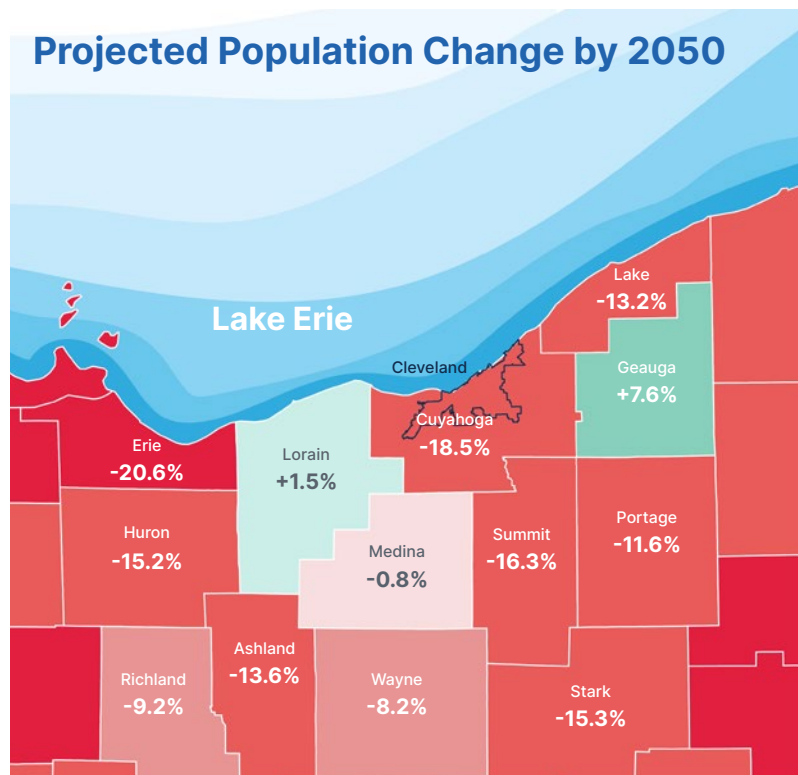 Projected Population Change by 2050
Lake
-13.2%
Lake Erie
Cleveland
Geauga
+7.6%
Cuyahoga
-18.5%
Erie
-20.6%
Lorain
+1.5%
Portage
-11.6%
Huron
-15.2%
Summit
-16.3%
Medina
-0.8%
Ashland
-13.6%
Richland
-9.2%
Wayne
-8.2%
Stark
-15.3%